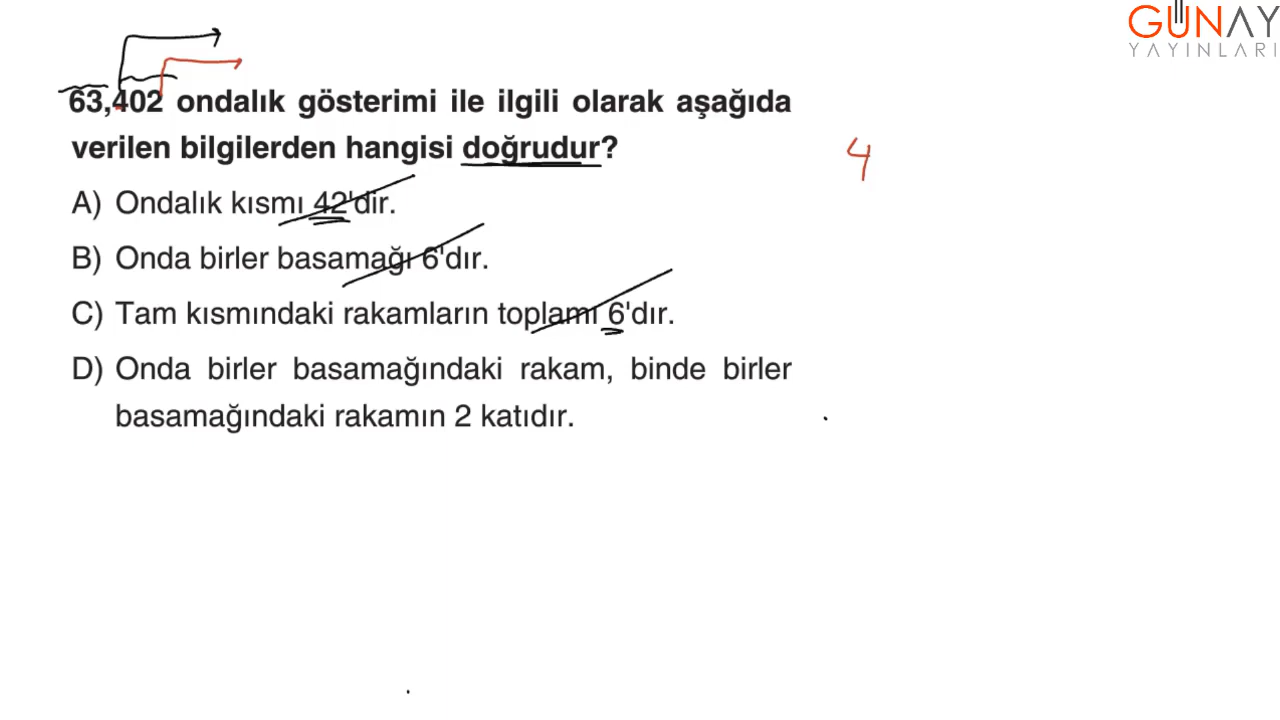 GÜNAY
YAYINLARI
63,402 ondalık gösterimi ile ilgili olarak aşağıda
verilen bilgilerden hangisi doğrudur?
4
A) Ondalık kısmı 42'dir.
B) Onda birler basamağı 6'dır.
C) Tam kısmındaki rakamların toplamı 6'dır.
D) Onda birler basamağındaki rakam, binde birler
basamağındaki rakamın 2 katıdır.